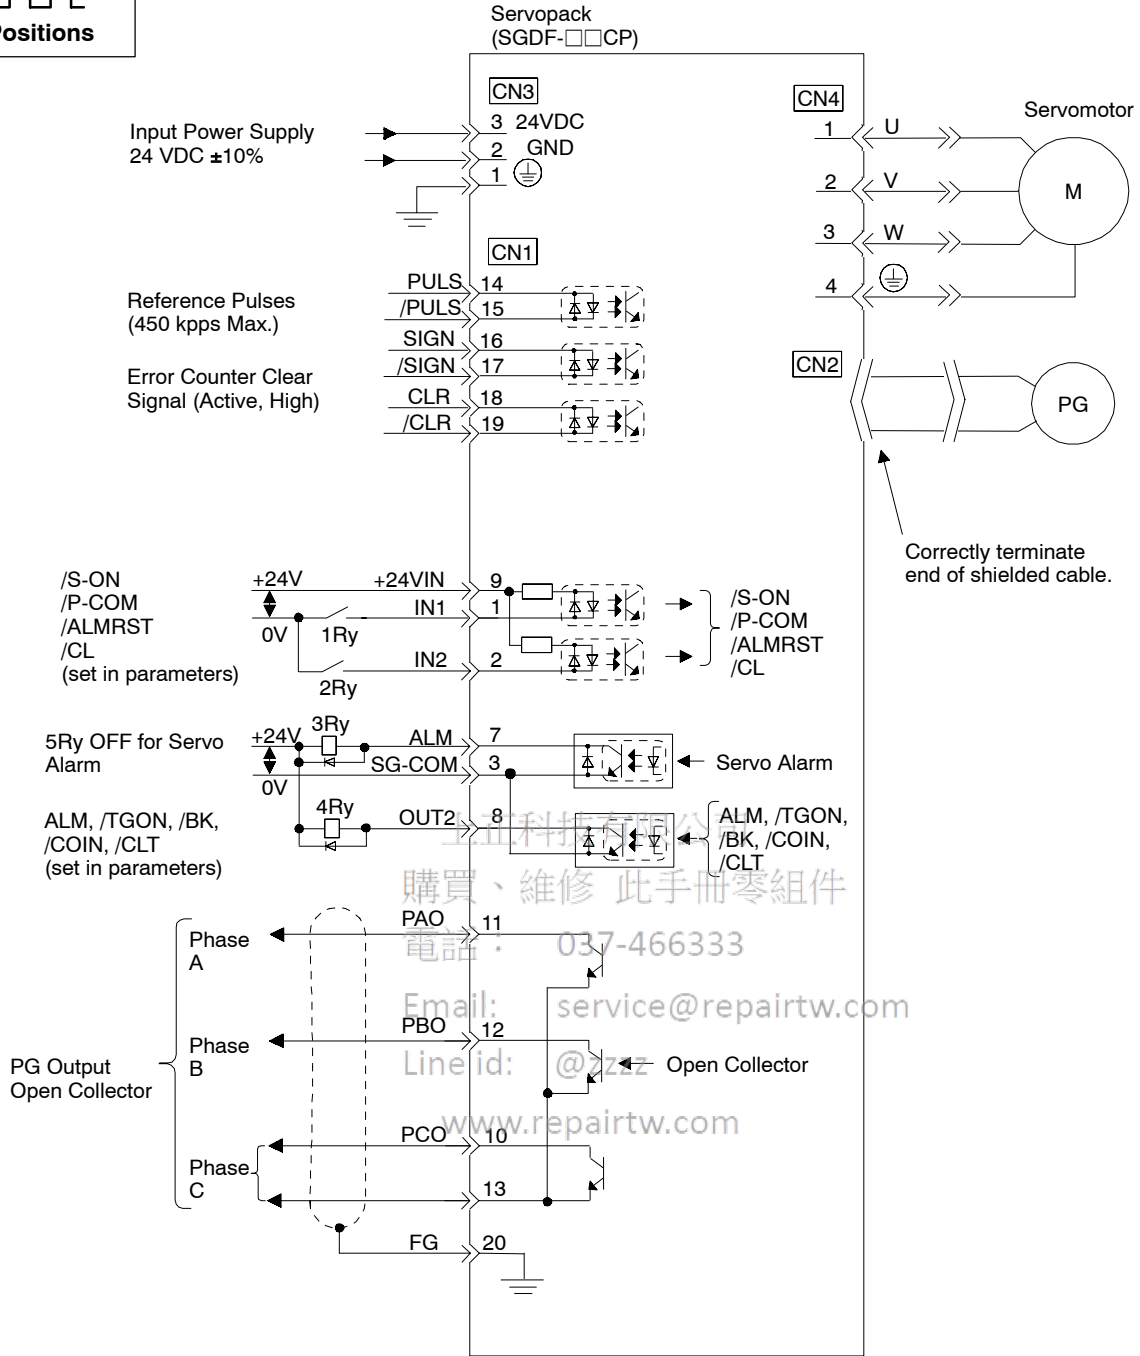 Positions
Servopack
(SGDF-□□CP)
CN3
3 24VDC
2 GND
1
Input Power Supply
24 VDC ±10%
CN4
Servomotor
1 U
2 V
3 W
4
M
CN1
Reference Pulses
(450 kpps Max.)
PULS 14
/PULS 15
SIGN 16
/SIGN 17
Error Counter Clear
Signal (Active, High)
CLR 18
/CLR 19
CN2
PG
Correctly terminate
end of shielded cable.
/S-ON
/P-COM
/ALMRST
/CL
(set in parameters)
+24V
0V
1Ry
2Ry
+24VIN 9
IN1 1
IN2 2
/S-ON
/P-COM
/ALMRST
/CL
5Ry OFF for Servo
Alarm
+24V
0V
3Ry
ALM 7
SG-COM 3
Servo Alarm
ALM, /TGON, /BK,
/COIN, /CLT
(set in parameters)
4Ry
OUT2 8
ALM, /TGON,
/BK, /COIN,
/CLT
上正科技有限公司
購買、維修 此手冊零組件
電話： 037-466333
Email: service@repairtw.com
Line id: @zzzz
www.repairtw.com
PG Output
Open Collector
Phase
A
PAO 11
Phase
B
PBO 12
Open Collector
Phase
C
PCO 10
13
FG 20